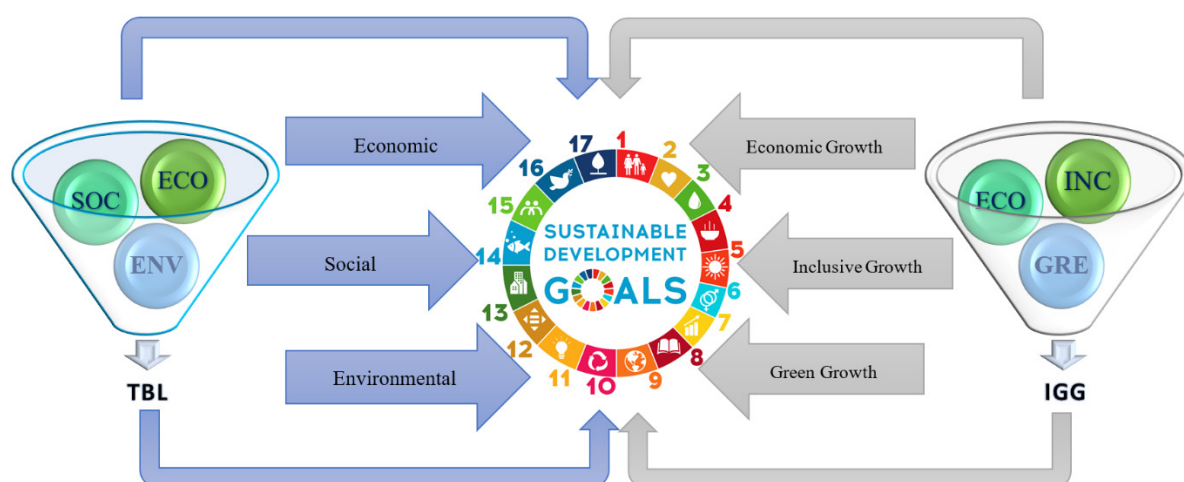 SOC
ECO
ENV
TBL
Economic
Social
Environmental
1
2
3
4
5
6
7
8
9
10
11
12
13
14
15
16
17
SUSTAINABLE
DEVELOPMENT
GOALS
Economic Growth
Inclusive Growth
Green Growth
ECO
INC
GRE
IGG